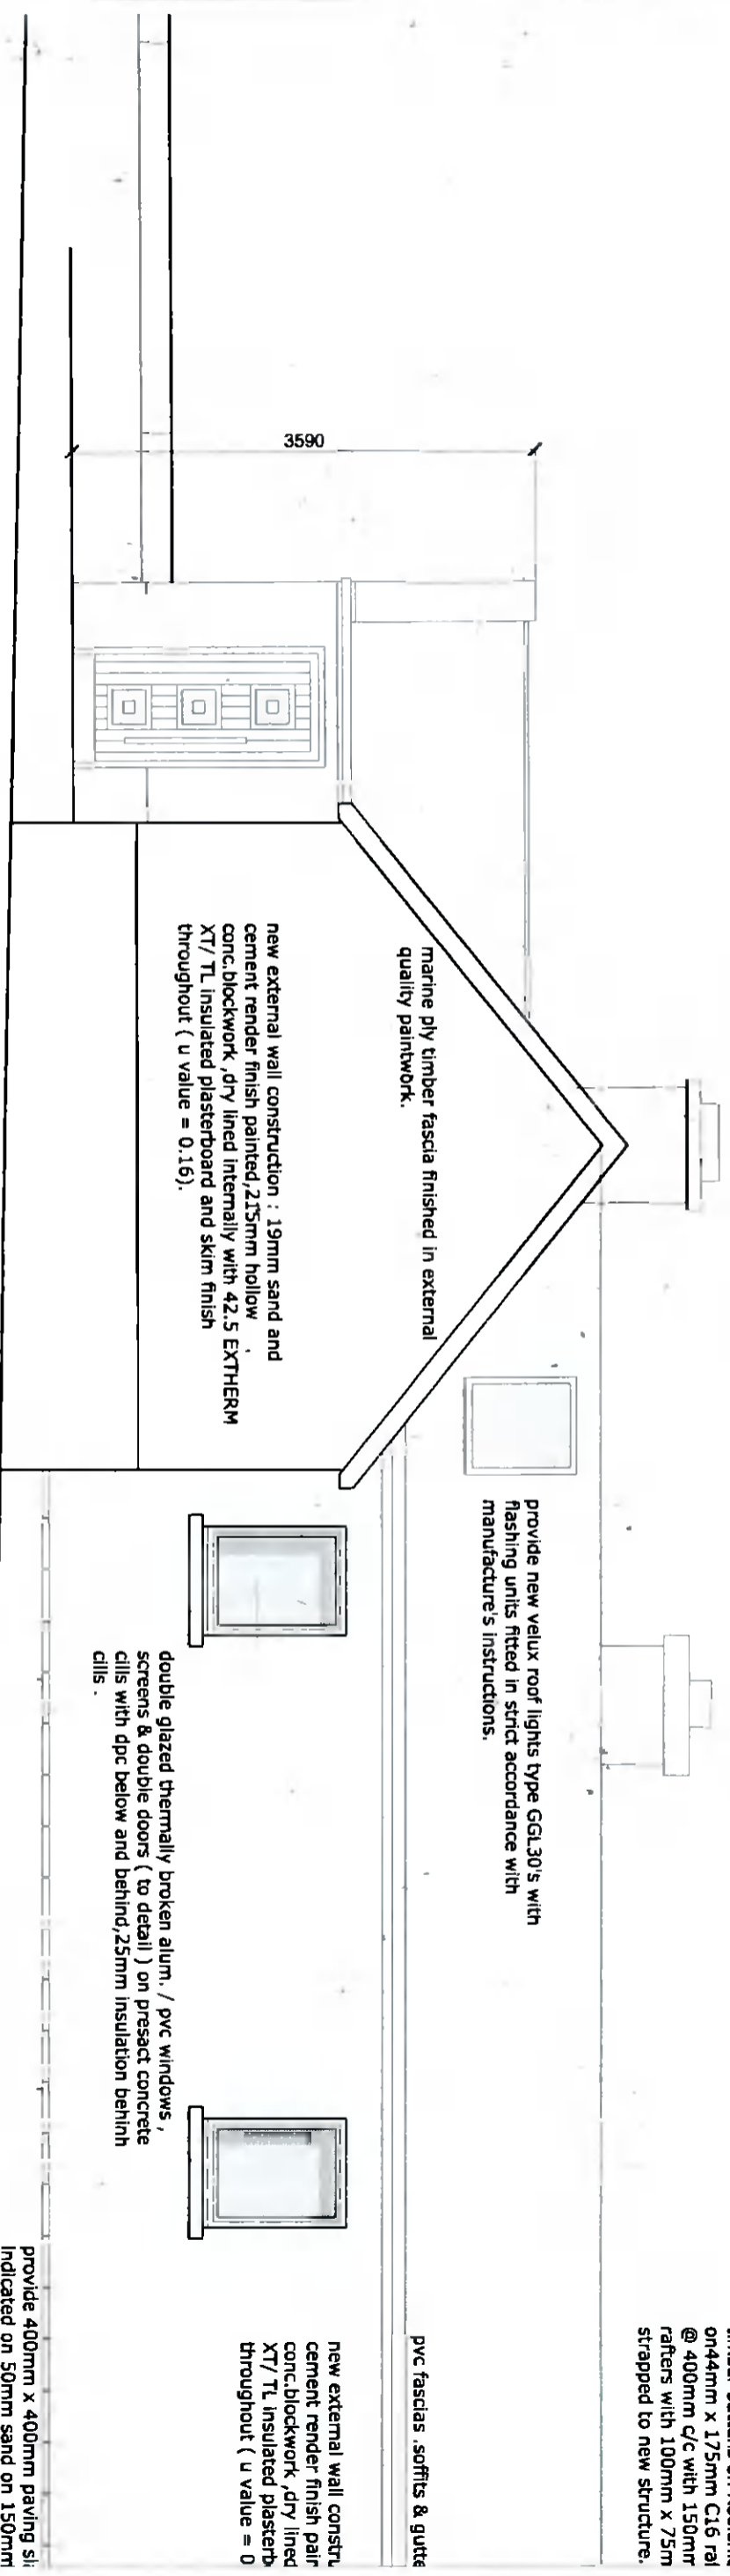 3590
marine ply timber fascia finished in external
quality paintwork.
new external wall construction : 19mm sand and
cement render finish painted,215mm hollow
conc.blockwork ,dry lined internally with 42.5 EXTHERM
XT/ TL insulated plasterboard and skim finish
throughout ( u value = 0.16).
provide new velux roof lights type GGL30's with
flashing units fitted in strict accordance with
manufacture's instructions.
double glazed thermally broken alum. / pvc windows ,
screens & double doors ( to detail ) on presact concrete
cills with dpc below and behind,25mm insulation behinh
cills .
on44mm x 175mm C16 raf
@ 400mm c/c with 150mm
rafters with 100mm x 75m
strapped to new structure.
pvc fascias ,soffits & gutte
new external wall constru
cement render finish pain
conc.blockwork ,dry lined
XT/ TL insulated plasterb
throughout ( u value = 0
provide 400mm x 400mm paving sl
indicated on 50mm sand on 150mm